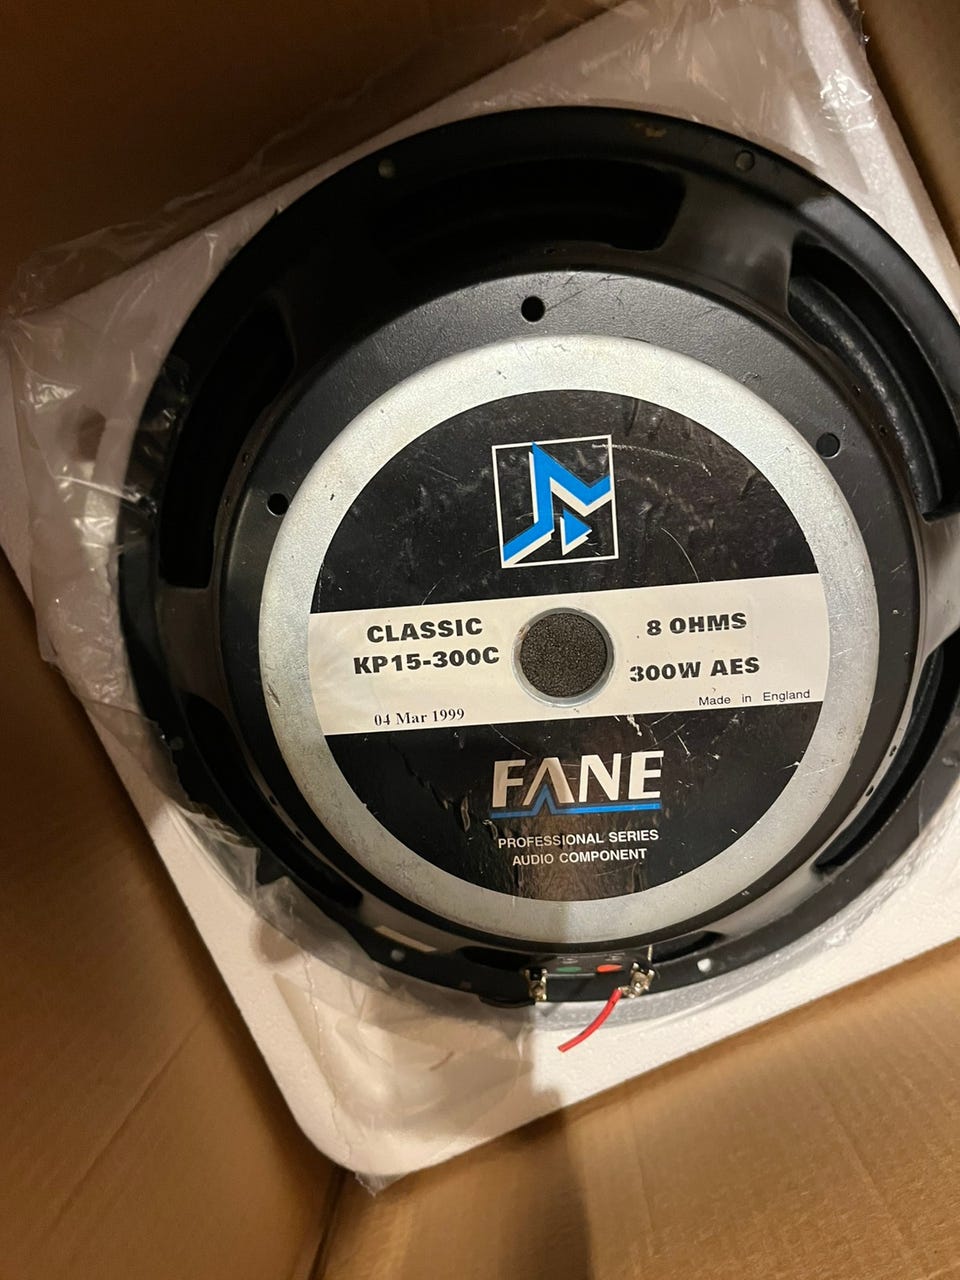 CLASSIC
KP15-300C
8 OHMS
300W AES
04 Mar 1999
Made in England
FANE
PROFESSIONAL SERIES
AUDIO COMPONENT